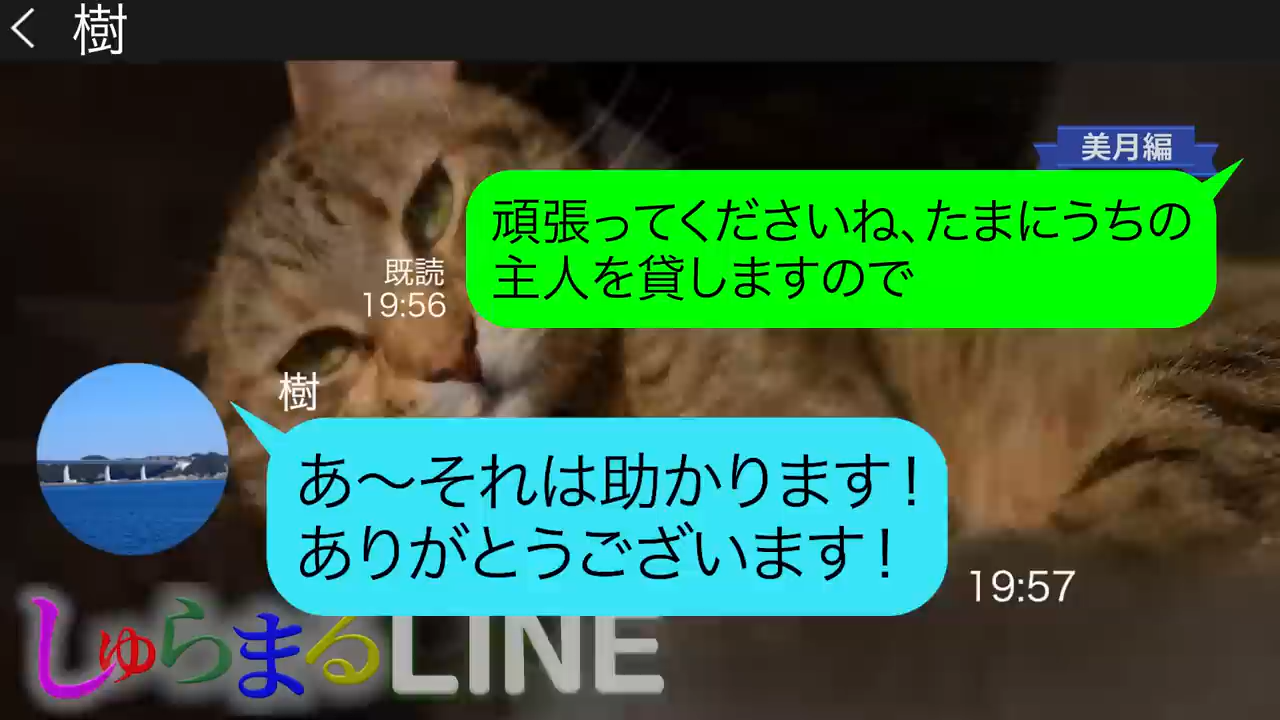 樹
美月編
頑張ってくださいね、たまにうちの
主人を貸しますので
既読
19:56
樹
あ～それは助かります！
ありがとうございます！
19:57
しゅらまるLINE